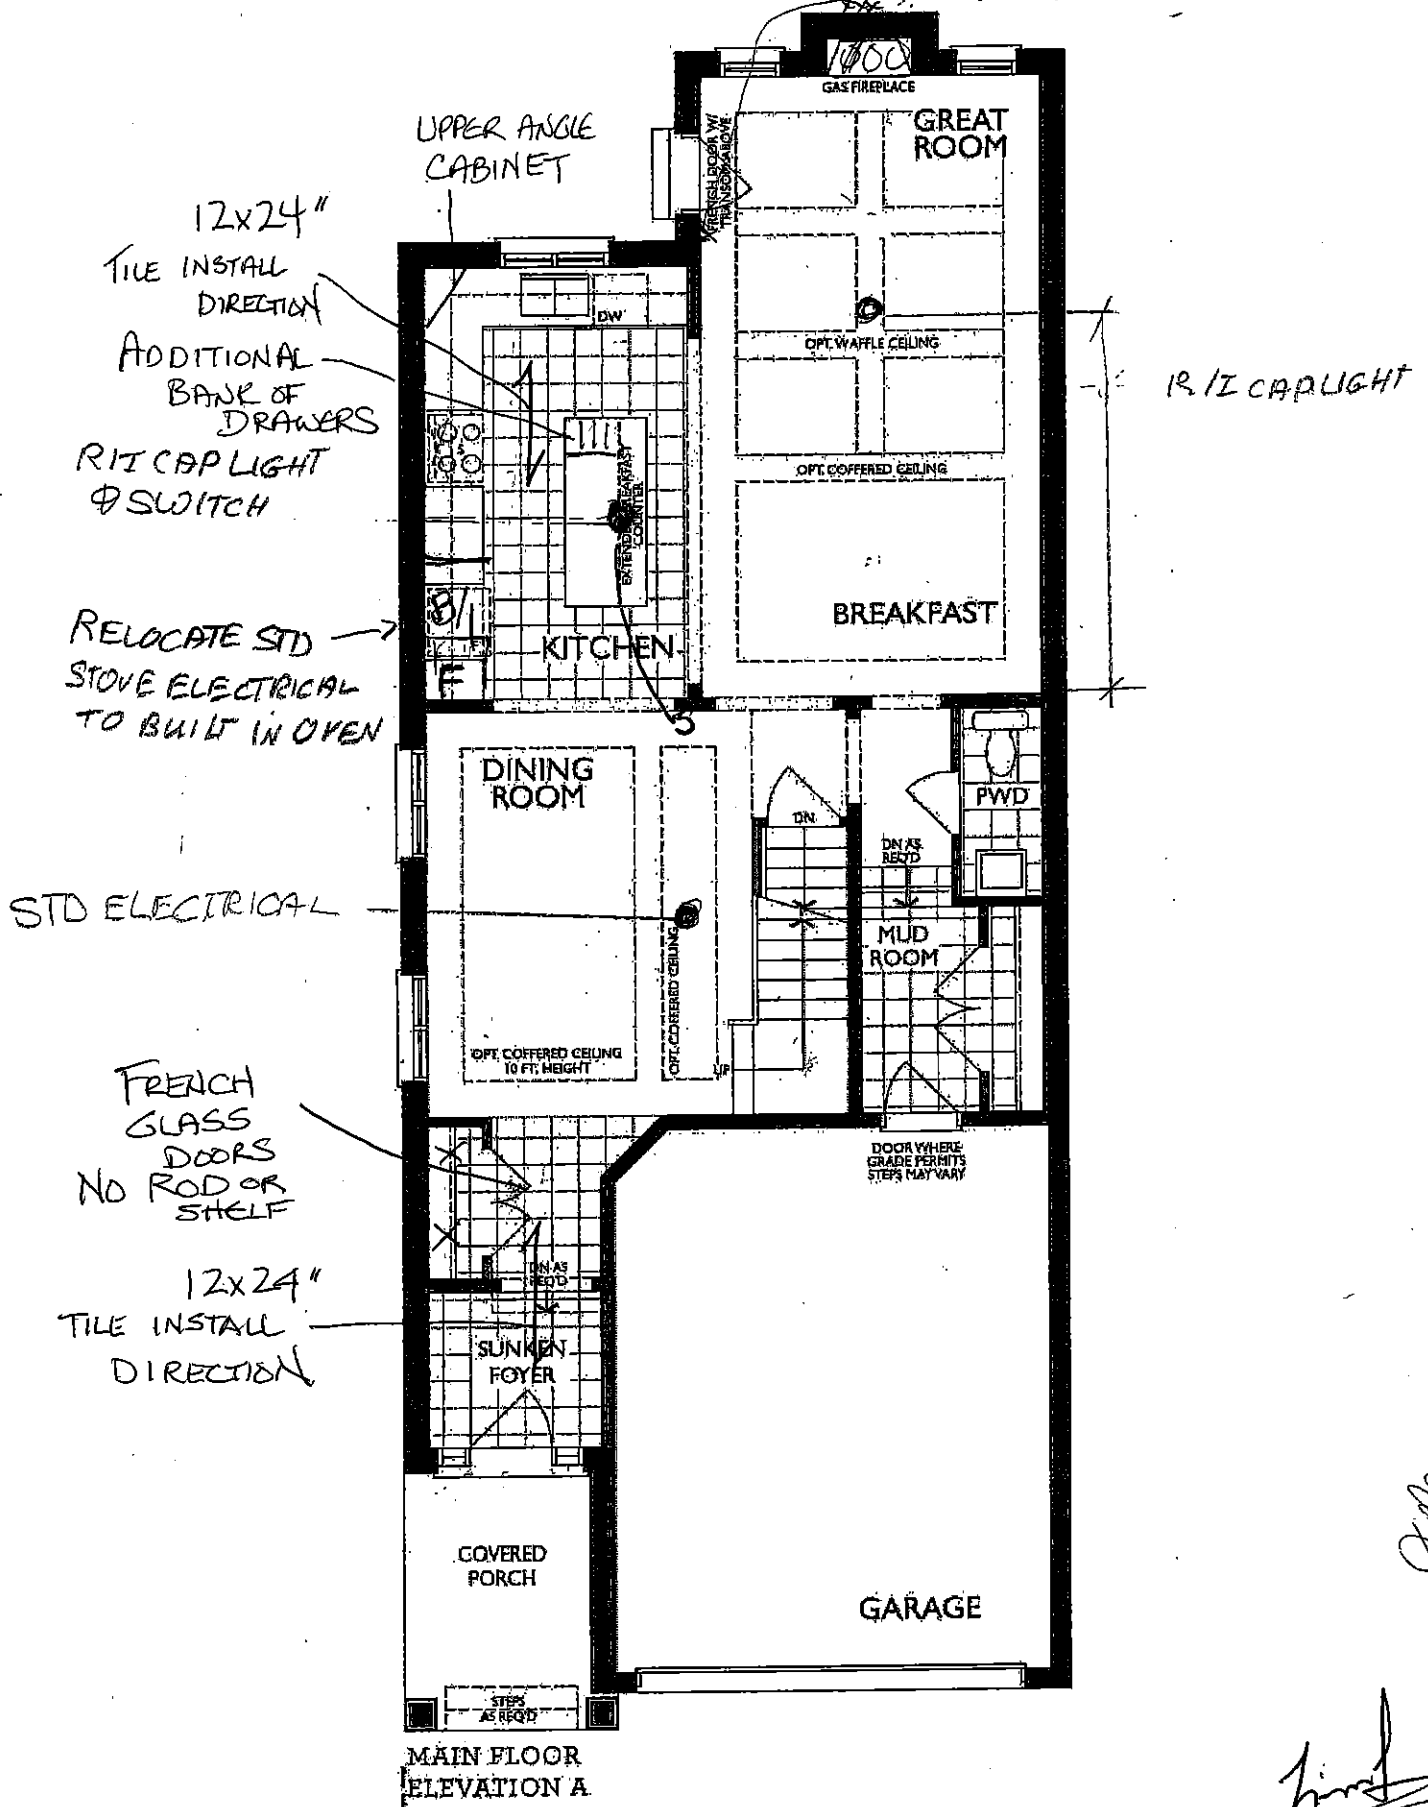 GAS FIREPLACE
GREAT
ROOM
FRENCH DOOR W/
TRANSOM ABOVE
UPPER ANGLE
CABINET
12x24"
TILE INSTALL
DIRECTION
DW
OPT. WAFFLE CEILING
ADDITIONAL
BANK OF
DRAWERS
R/I CAP LIGHT
R/I CAP LIGHT
& SWITCH
OPT. COFFERED CEILING
EXTENDED BREAKFAST
COUNTER
B/I
F
KITCHEN
BREAKFAST
RELOCATE STD
STOVE ELECTRICAL
TO BUILT IN OVEN
DINING
ROOM
DN
PWD
DN AS
REQ'D
STD ELECTRICAL
MUD
ROOM
OPT. COFFERED CEILING
OPT. COFFERED CEILING
10 FT. HEIGHT
UP
FRENCH
GLASS
DOORS
NO ROD OR
SHELF
DOOR WHERE
GRADE PERMITS
STEPS MAY VARY
DN AS
REQ'D
12x24"
TILE INSTALL
DIRECTION
SUNKEN
FOYER
COVERED
PORCH
GARAGE
STEPS
AS REQ'D
MAIN FLOOR
ELEVATION A